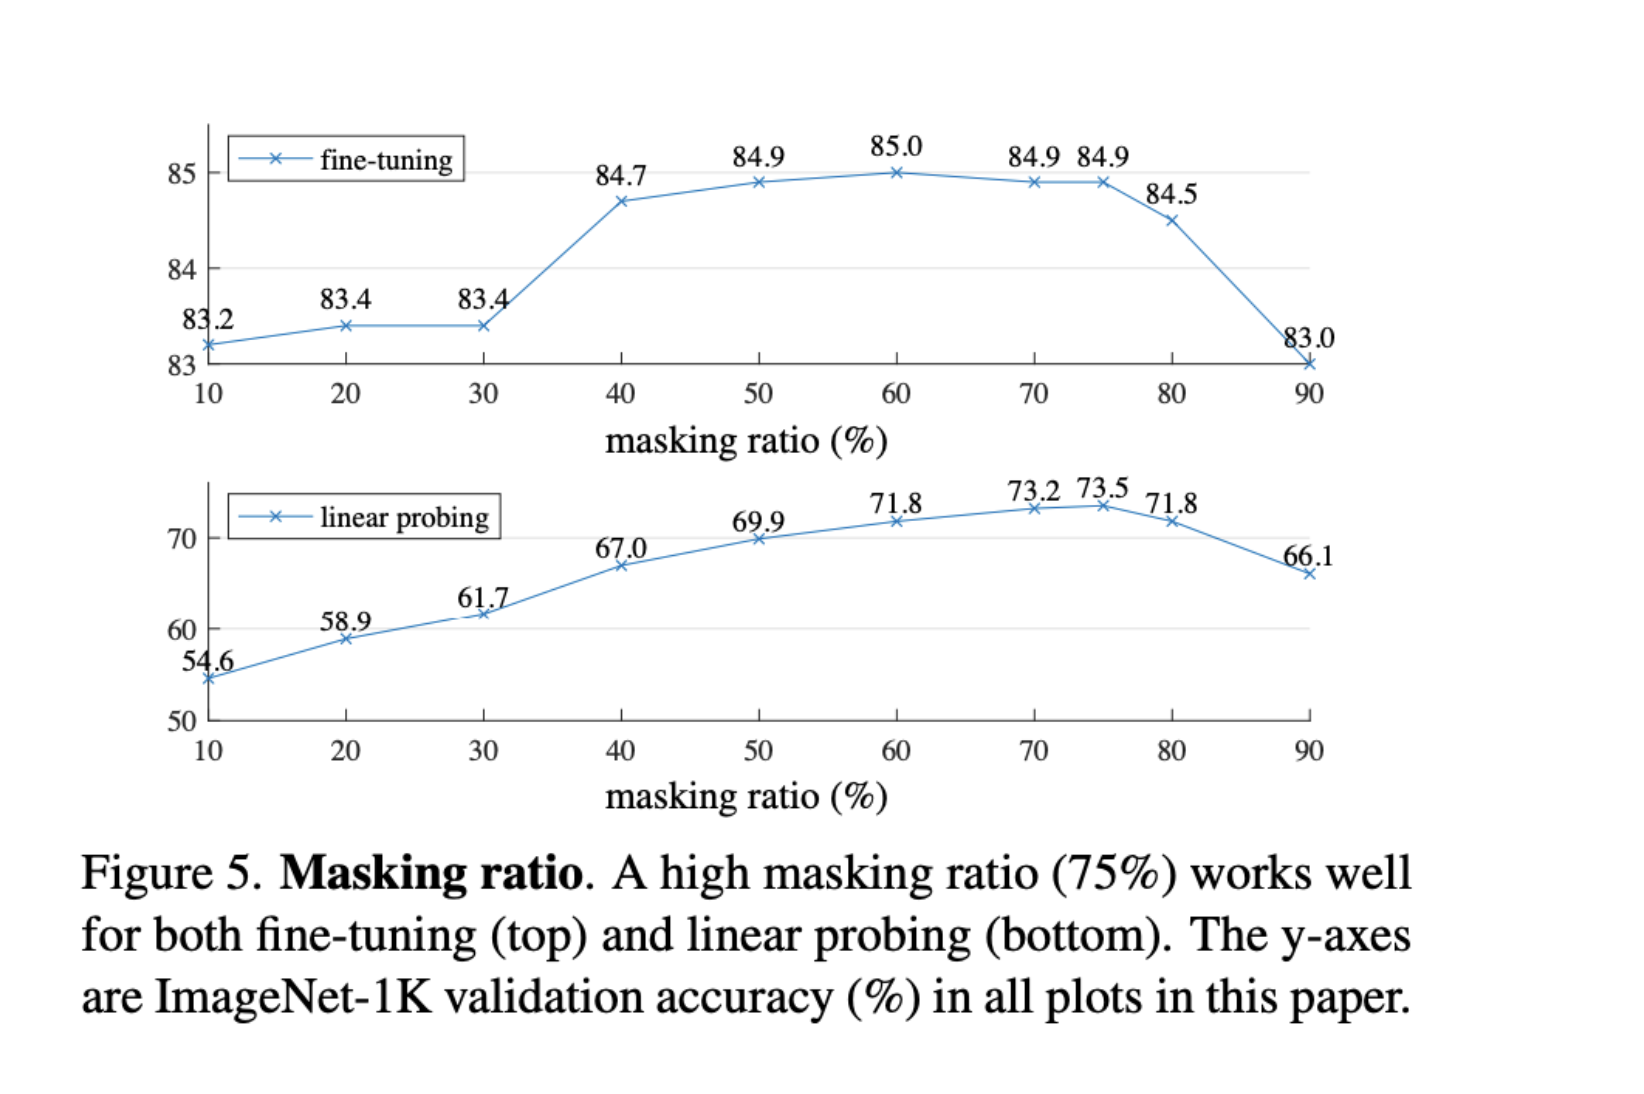 fine-tuning
85.0
84.9
84.9 84.9
84.7
84.5
85
84
83.4
83.4
83.2
83.0
83
10 20 30 40 50 60 70 80 90
masking ratio (%)
linear probing
73.2 73.5
71.8
71.8
69.9
70
67.0
66.1
61.7
58.9
60
54.6
50
10 20 30 40 50 60 70 80 90
masking ratio (%)
Figure 5. Masking ratio. A high masking ratio (75%) works well
for both fine-tuning (top) and linear probing (bottom). The y-axes
are ImageNet-1K validation accuracy (%) in all plots in this paper.